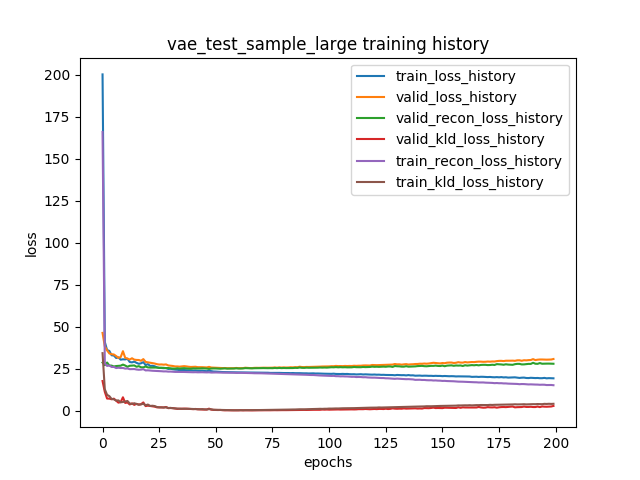 vae_test_sample_large training history
train_loss_history
valid_loss_history
valid_recon_loss_history
valid_kld_loss_history
train_recon_loss_history
train_kld_loss_history
200
175
150
125
100
75
50
25
0
loss
0 25 50 75 100 125 150 175 200
epochs